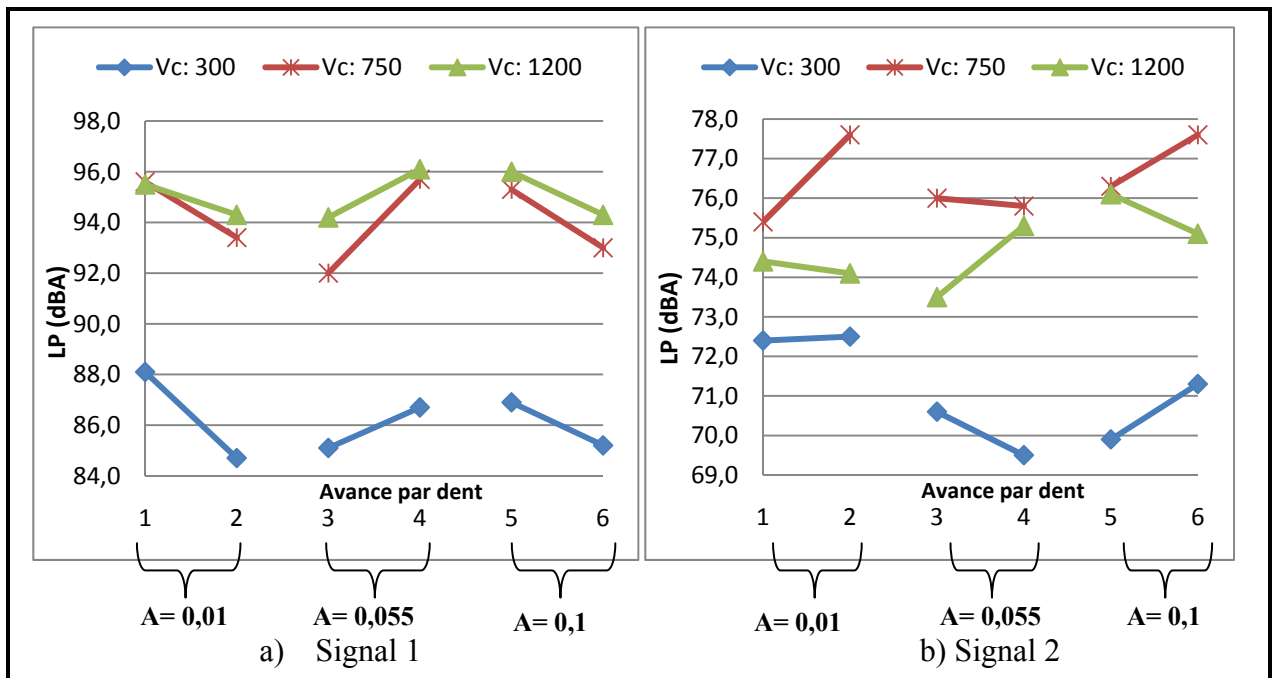 Vc: 300 Vc: 750 Vc: 1200
98,0
96,0
94,0
92,0
90,0
88,0
86,0
84,0
LP (dBA)
Avance par dent
1 2 3 4 5 6
A= 0,01 A= 0,055 A= 0,1
a) Signal 1
Vc: 300 Vc: 750 Vc: 1200
78,0
77,0
76,0
75,0
74,0
73,0
72,0
71,0
70,0
69,0
LP (dBA)
Avance par dent
1 2 3 4 5 6
A= 0,01 A= 0,055 A= 0,1
b) Signal 2